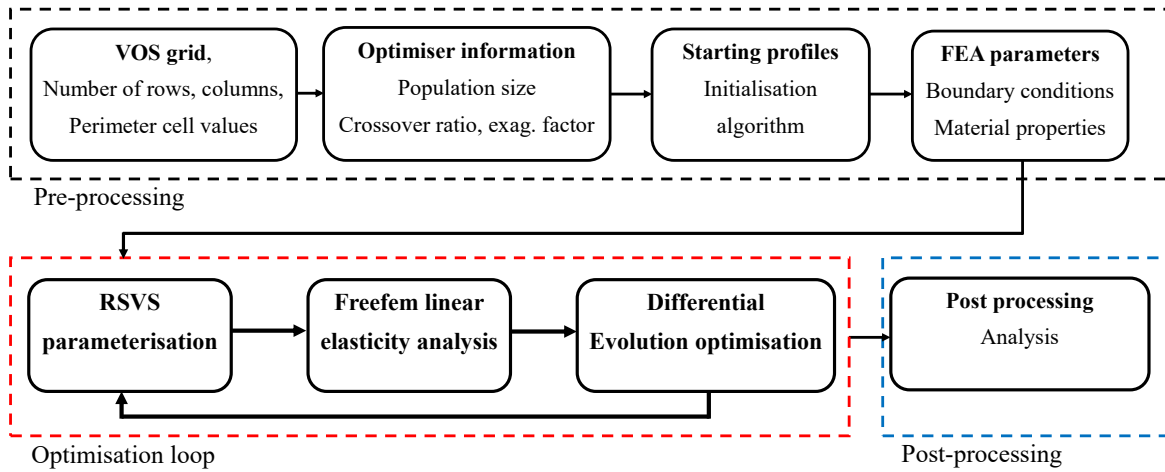 VOS grid,
Number of rows, columns,
Perimeter cell values
Optimiser information
Population size
Crossover ratio, exag. factor
Starting profiles
Initialisation
algorithm
FEA parameters
Boundary conditions
Material properties
Pre-processing
RSVS
parameterisation
Freefem linear
elasticity analysis
Differential
Evolution optimisation
Post processing
Analysis
Optimisation loop
Post-processing